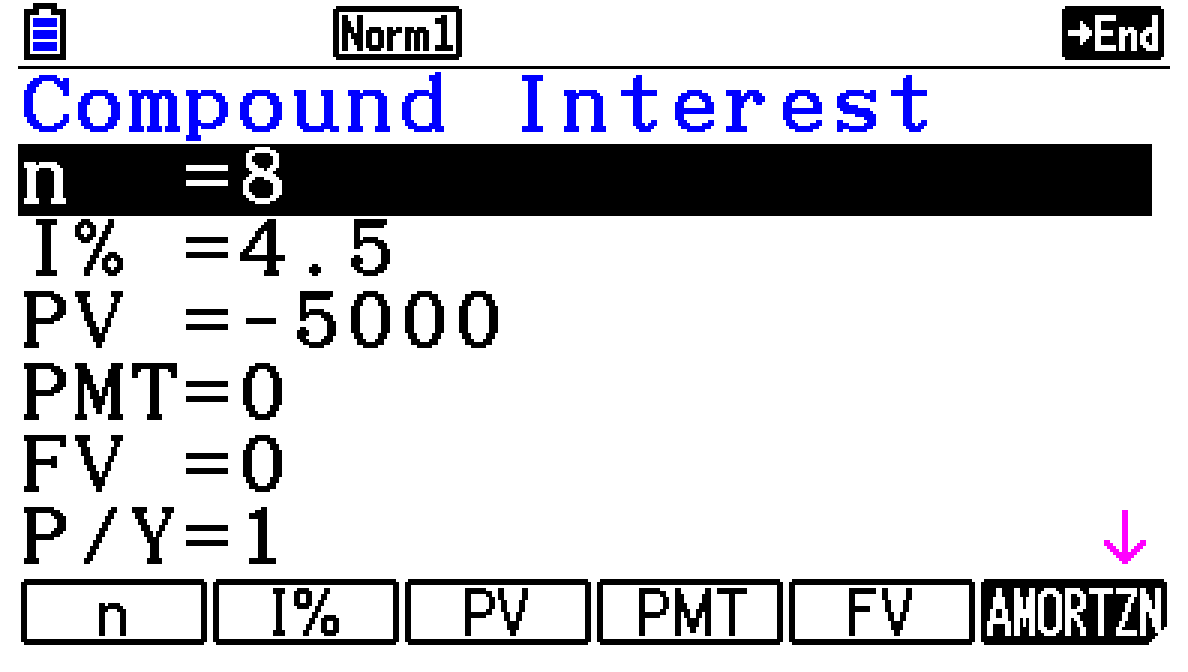 Norm1 →End
Compound Interest
n =8
I% =4.5
PV =-5000
PMT=0
FV =0
P/Y=1 ↓
n I% PV PMT FV AMORTZN